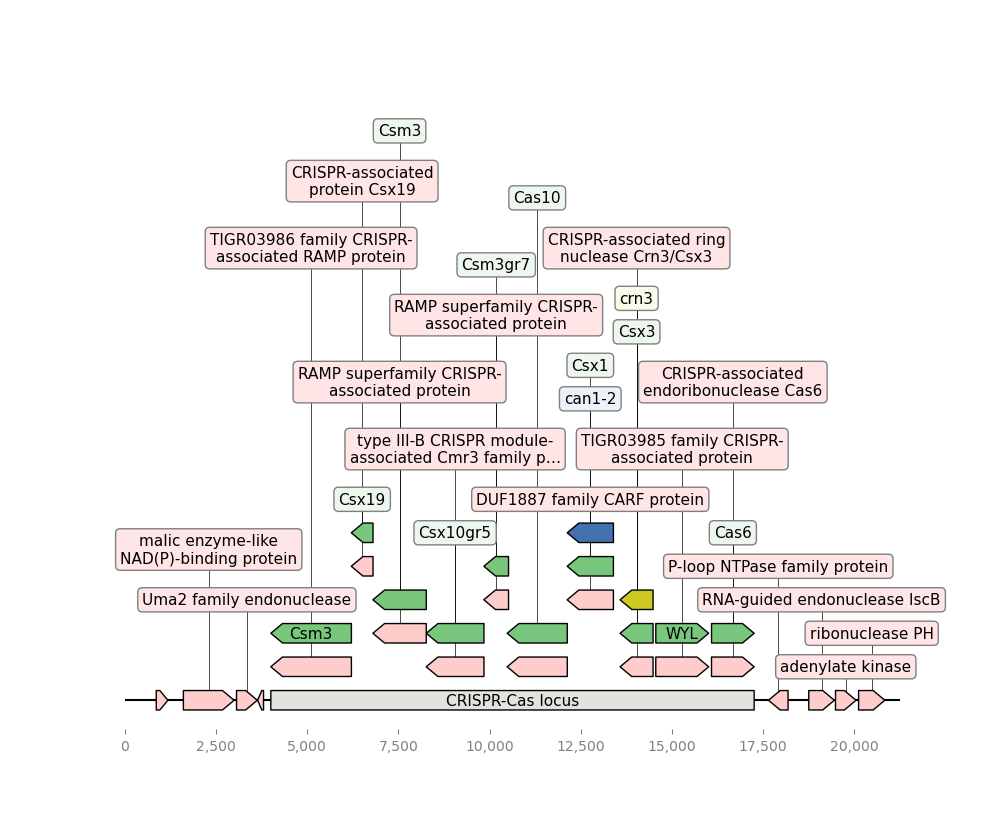 Csm3
CRISPR-associated
protein Csx19
Cas10
TIGR03986 family CRISPR-
associated RAMP protein
CRISPR-associated ring
nuclease Crn3/Csx3
Csm3gr7
crn3
RAMP superfamily CRISPR-
associated protein
Csx3
Csx1
RAMP superfamily CRISPR-
associated protein
CRISPR-associated
endoribonuclease Cas6
can1-2
type III-B CRISPR module-
associated Cmr3 family p…
TIGR03985 family CRISPR-
associated protein
Csx19
DUF1887 family CARF protein
Csx10gr5
Cas6
malic enzyme-like
NAD(P)-binding protein
P-loop NTPase family protein
Uma2 family endonuclease
RNA-guided endonuclease IscB
Csm3
WYL
ribonuclease PH
adenylate kinase
CRISPR-Cas locus
0
2,500
5,000
7,500
10,000
12,500
15,000
17,500
20,000